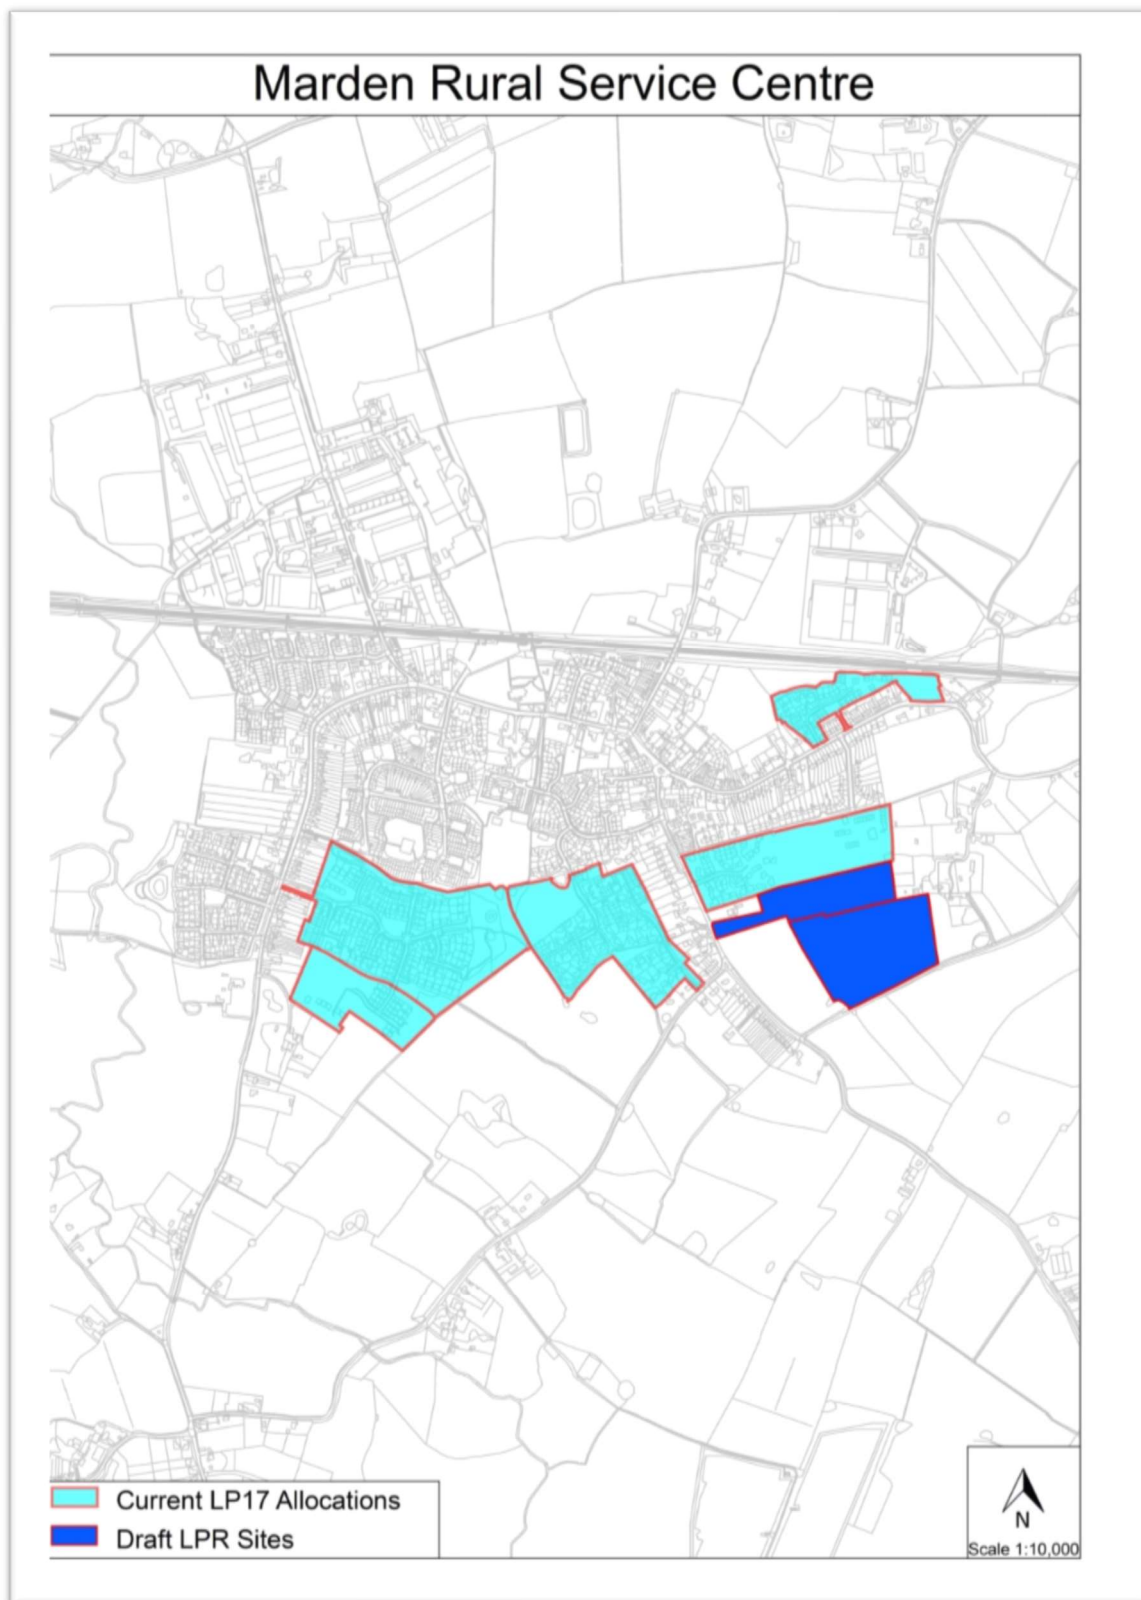 Marden Rural Service Centre
Current LP17 Allocations
Draft LPR Sites
N
Scale 1:10,000